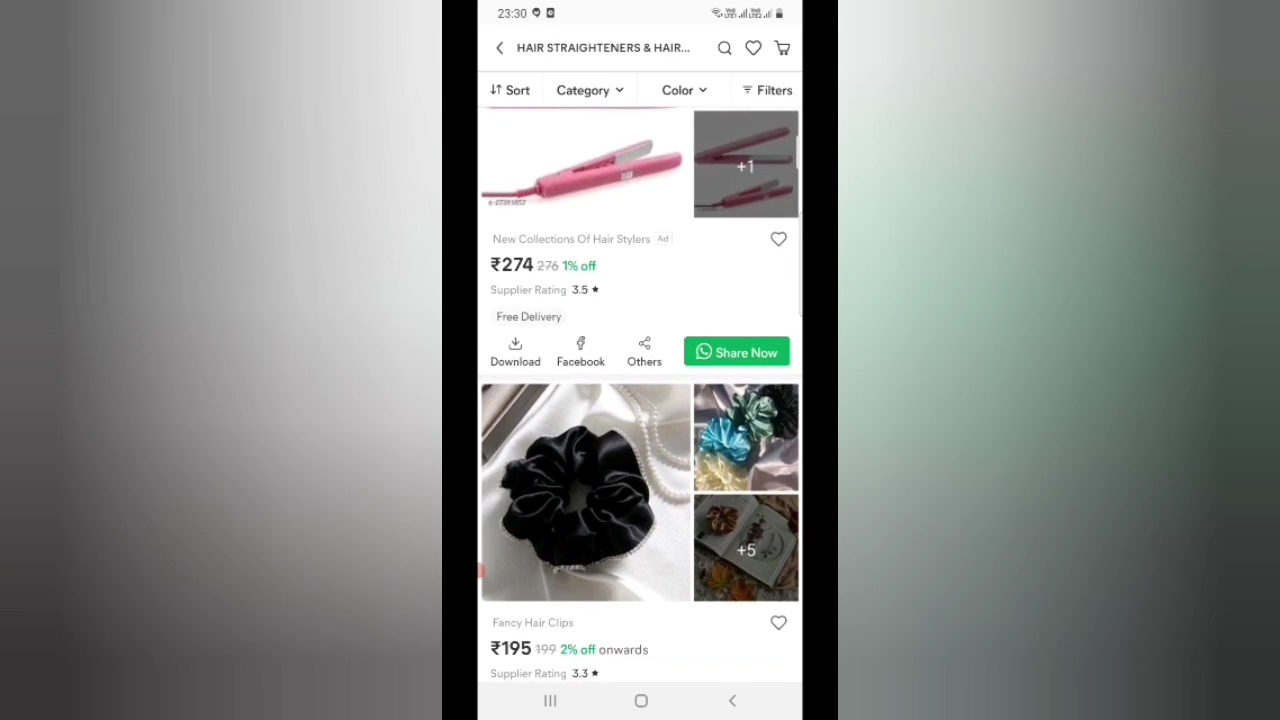 23:30
HAIR STRAIGHTENERS & HAIR...
Sort Category Color Filters
+1
s-27351857
New Collections Of Hair Stylers Ad
₹274 276 1% off
Supplier Rating 3.5 ★
Free Delivery
Download Facebook Others Share Now
+5
Fancy Hair Clips
₹195 199 2% off onwards
Supplier Rating 3.3 ★